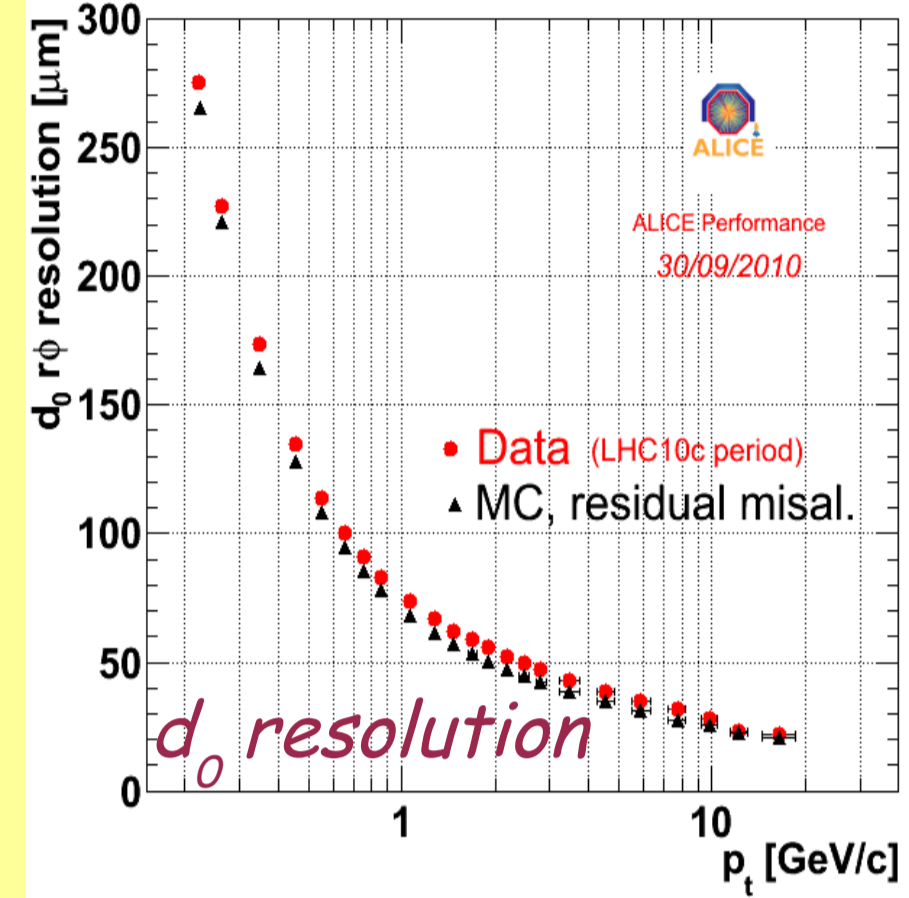 d0 rϕ resolution [μm]
300
250
200
150
100
50
0
ALICE
ALICE Performance
30/09/2010
Data (LHC10c period)
MC, residual misal.
d0 resolution
1
10
pt [GeV/c]